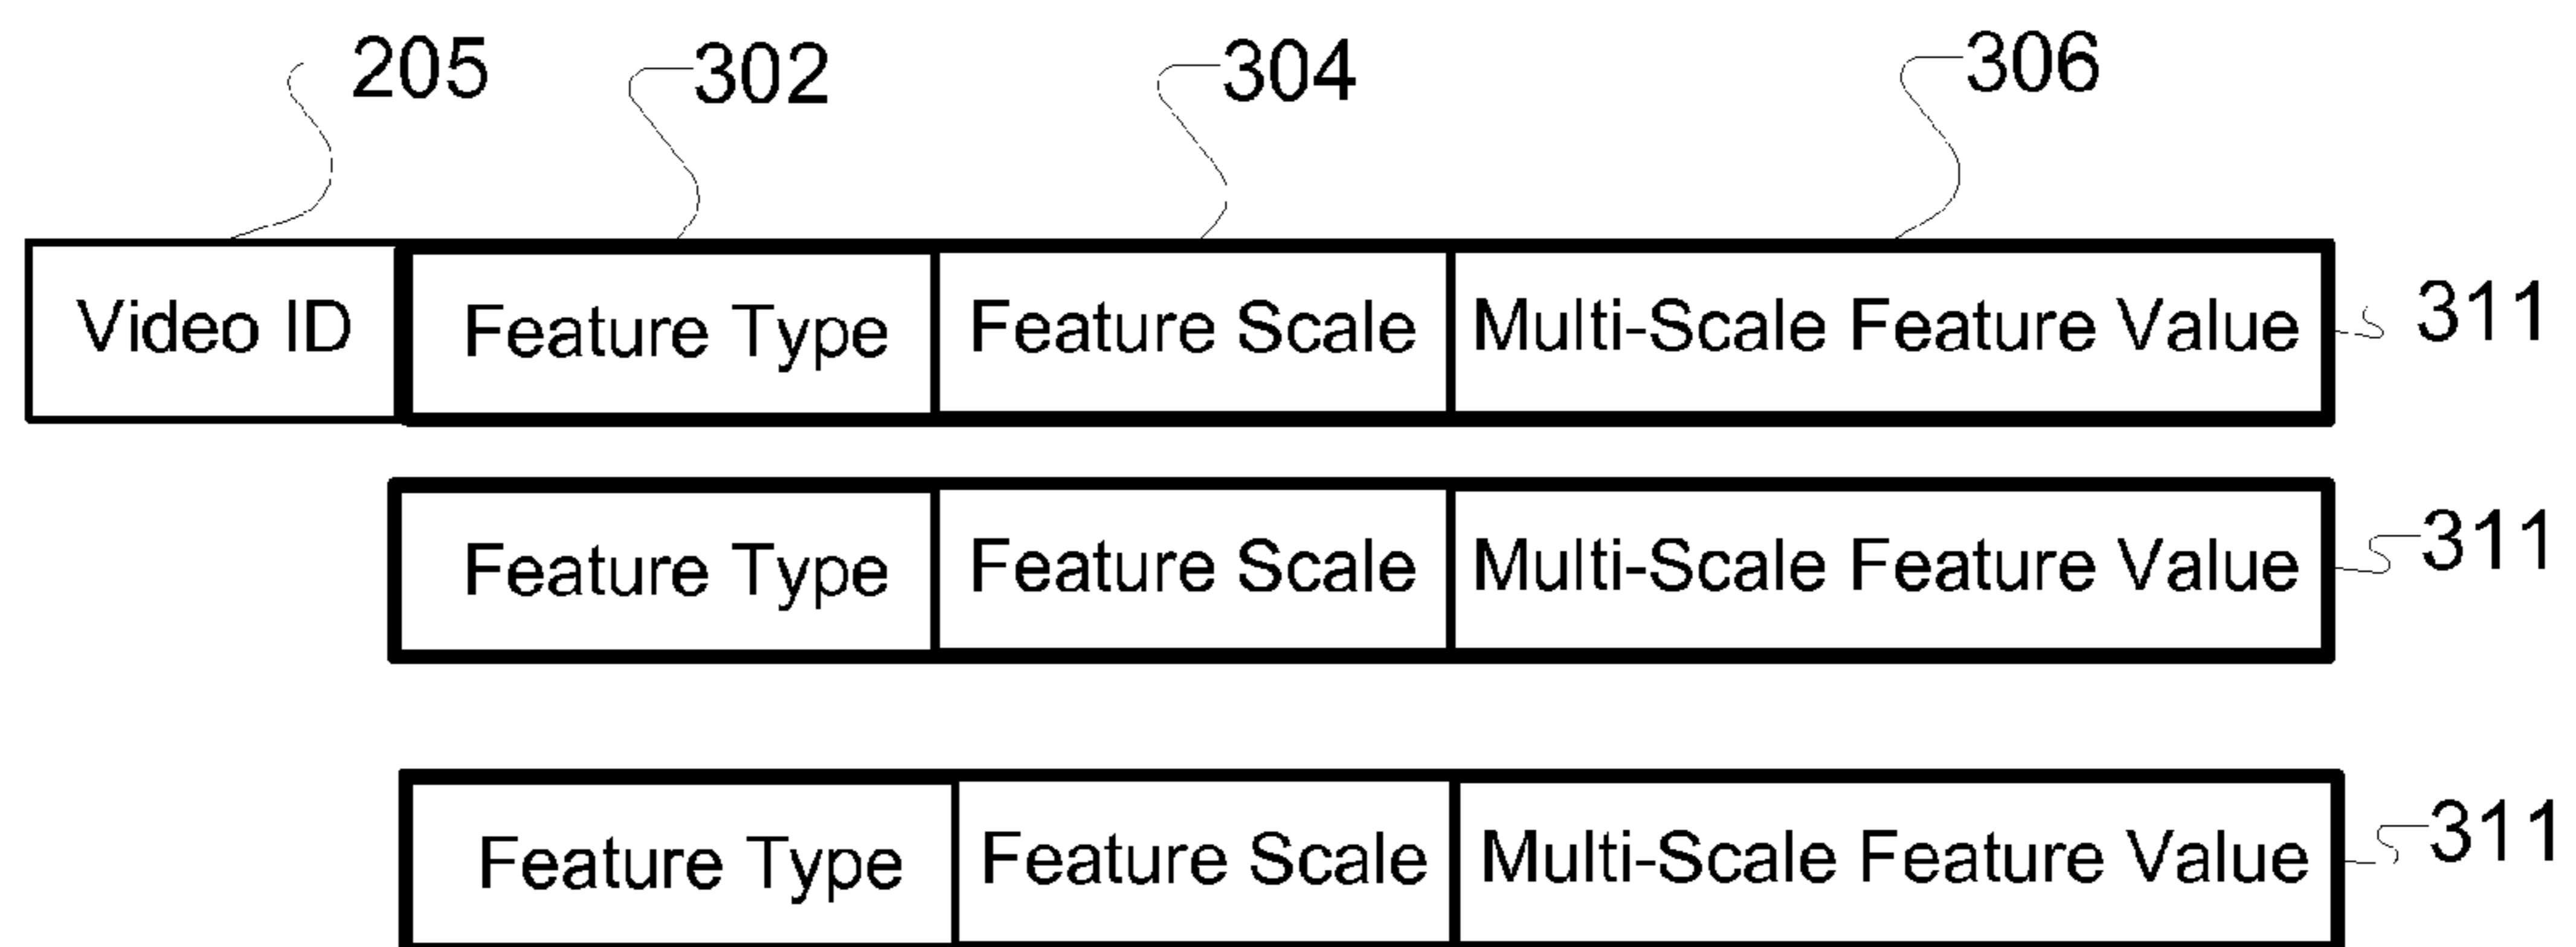 205 302 304 306
Video ID Feature Type Feature Scale Multi-Scale Feature Value 311
Feature Type Feature Scale Multi-Scale Feature Value 311
Feature Type Feature Scale Multi-Scale Feature Value 311